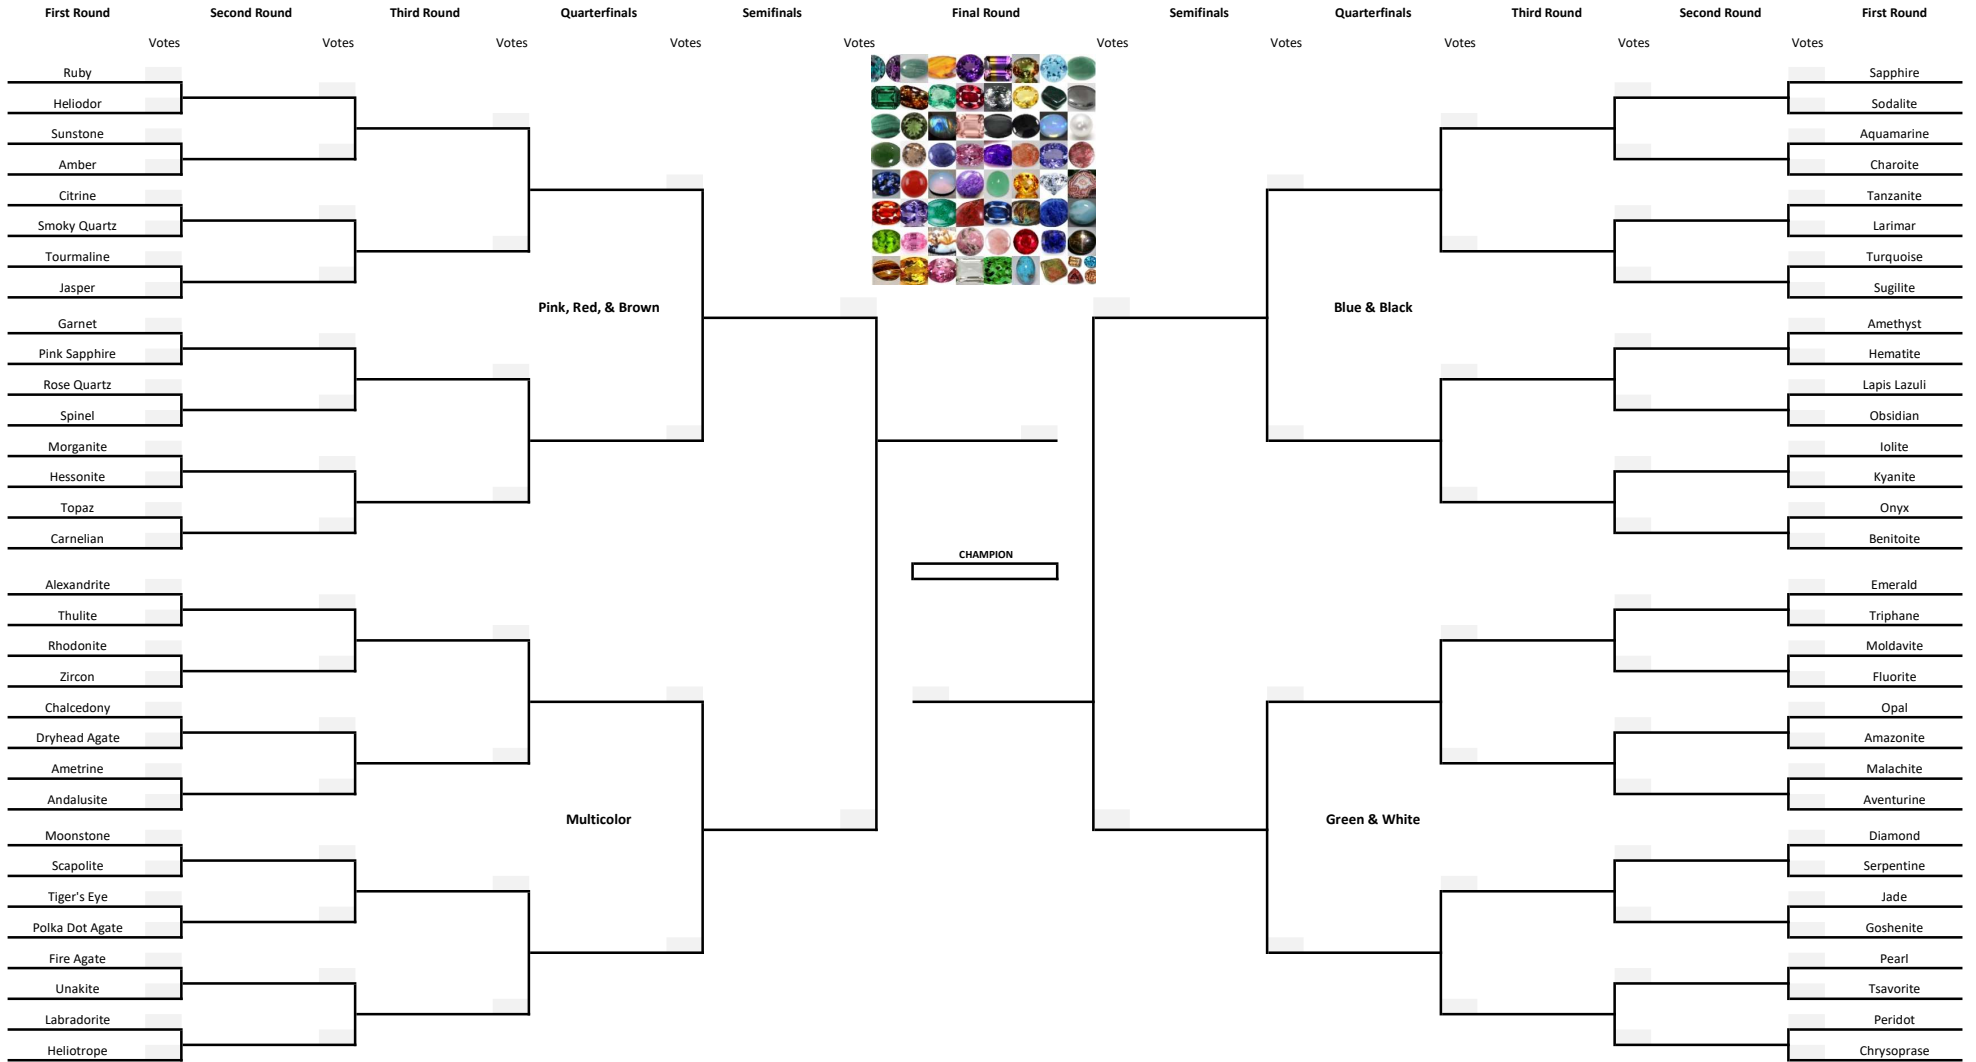 First Round Second Round Third Round Quarterfinals Semifinals Final Round Semifinals Quarterfinals Third Round Second Round First Round
Votes Votes Votes Votes Votes Votes Votes Votes Votes Votes
Ruby Sapphire
Heliodor Sodalite
Sunstone Aquamarine
Amber Charoite
Citrine Tanzanite
Smoky Quartz Larimar
Tourmaline Turquoise
Jasper Sugilite
Pink, Red, & Brown Blue & Black
Garnet Amethyst
Pink Sapphire Hematite
Rose Quartz Lapis Lazuli
Spinel Obsidian
Morganite Iolite
Hessonite Kyanite
Topaz Onyx
Carnelian Benitoite
CHAMPION
Alexandrite Emerald
Thulite Triphane
Rhodonite Moldavite
Zircon Fluorite
Chalcedony Opal
Dryhead Agate Amazonite
Ametrine Malachite
Andalusite Aventurine
Multicolor Green & White
Moonstone Diamond
Scapolite Serpentine
Tiger's Eye Jade
Polka Dot Agate Goshenite
Fire Agate Pearl
Unakite Tsavorite
Labradorite Peridot
Heliotrope Chrysoprase